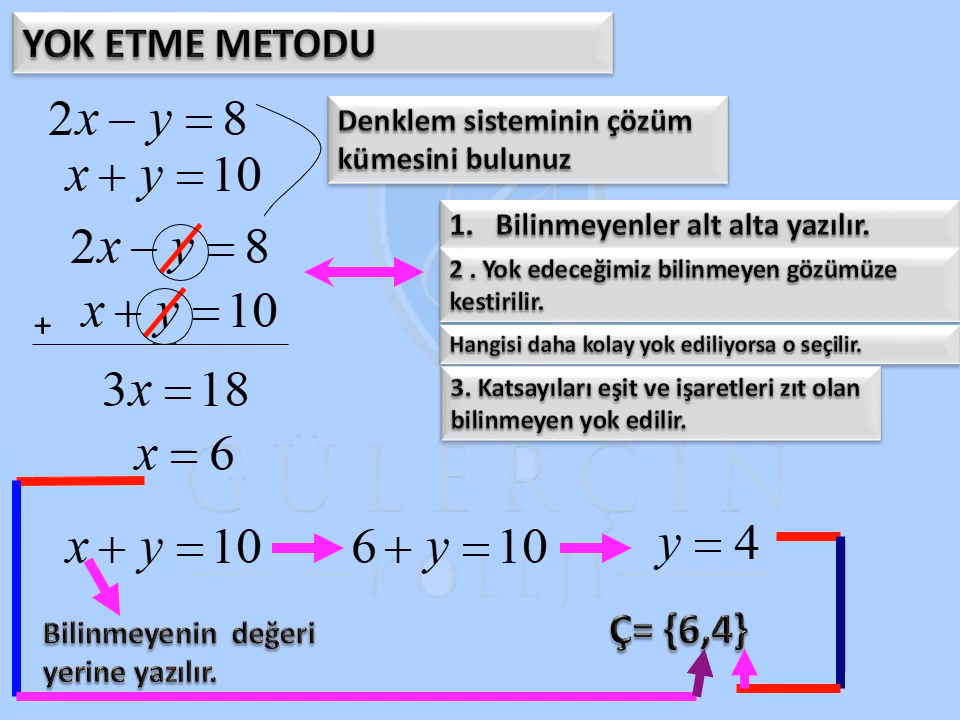 YOK ETME METODU
2x − y = 8
x + y = 10
Denklem sisteminin çözüm
kümesini bulunuz
2x − y = 8
x + y = 10
+
3x = 18
x = 6
1. Bilinmeyenler alt alta yazılır.
2 . Yok edeceğimiz bilinmeyen gözümüze
kestirilir.
Hangisi daha kolay yok ediliyorsa o seçilir.
3. Katsayıları eşit ve işaretleri zıt olan
bilinmeyen yok edilir.
GÜLERÇİN
KOLEJİ
x + y = 10
6 + y = 10
y = 4
Bilinmeyenin değeri
yerine yazılır.
Ç= {6,4}